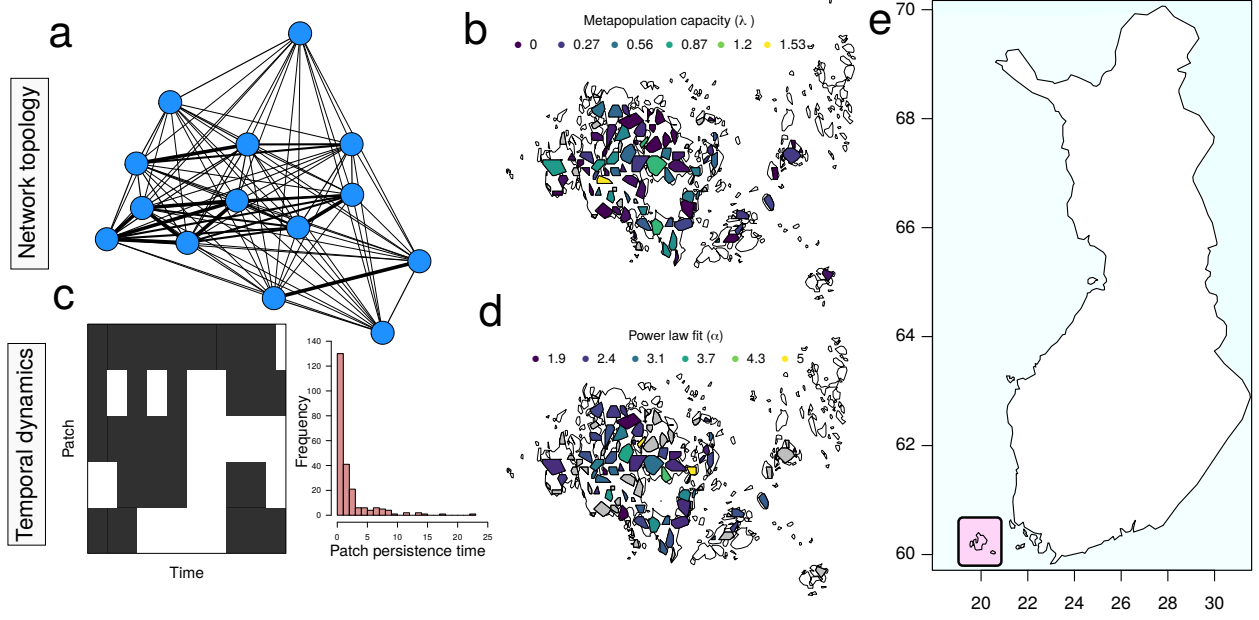 a
Network topology
b
Metapopulation capacity (λ )
0 0.27 0.56 0.87 1.2 1.53
c
Temporal dynamics
Patch
Time
Frequency
140
120
100
80
60
40
20
0
0 5 10 15 20 25
Patch persistence time
d
Power law fit (α)
1.9 2.4 3.1 3.7 4.3 5
e
70
68
66
64
62
60
20 22 24 26 28 30